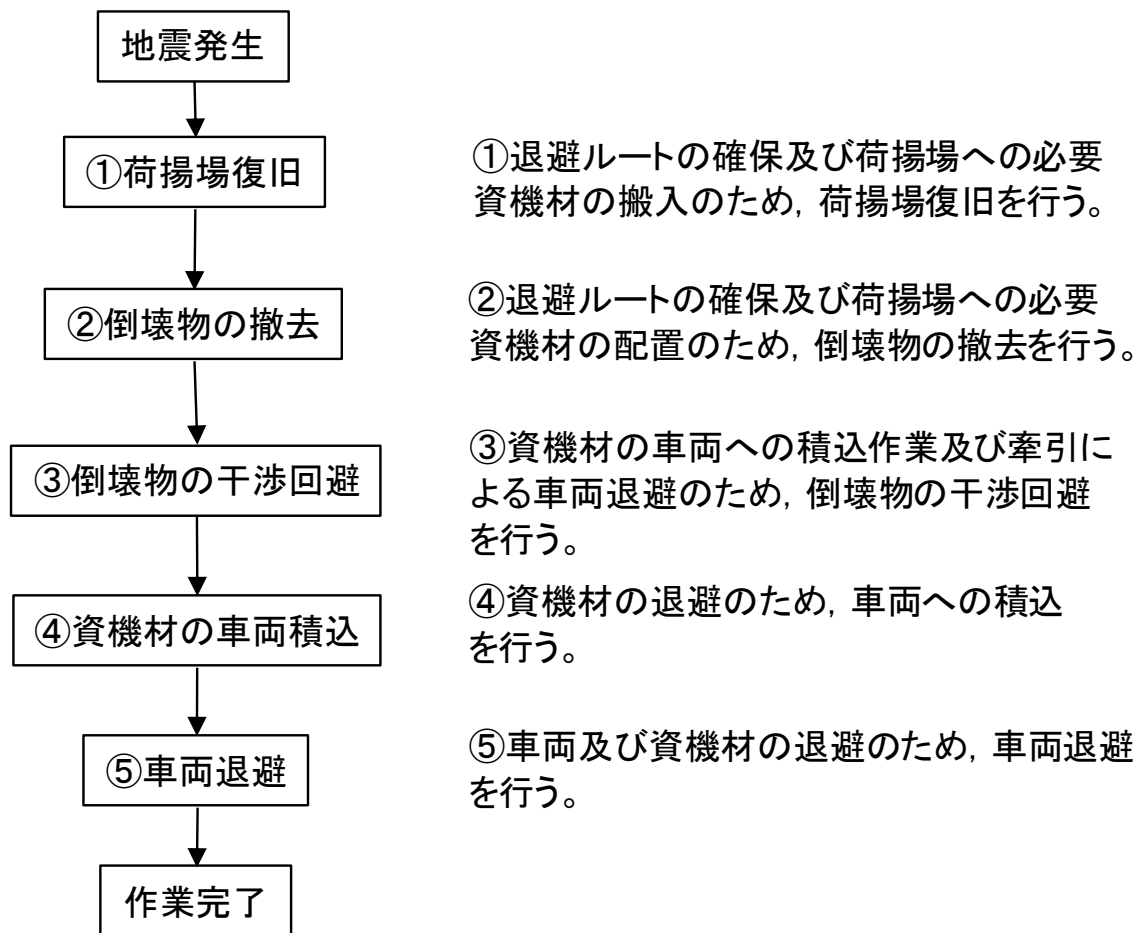 地震発生
①荷揚場復旧
①退避ルートの確保及び荷揚場への必要
資機材の搬入のため，荷揚場復旧を行う。
②倒壊物の撤去
②退避ルートの確保及び荷揚場への必要
資機材の配置のため，倒壊物の撤去を行う。
③倒壊物の干渉回避
③資機材の車両への積込作業及び牽引に
よる車両退避のため，倒壊物の干渉回避
を行う。
④資機材の車両積込
④資機材の退避のため，車両への積込
を行う。
⑤車両退避
⑤車両及び資機材の退避のため，車両退避
を行う。
作業完了